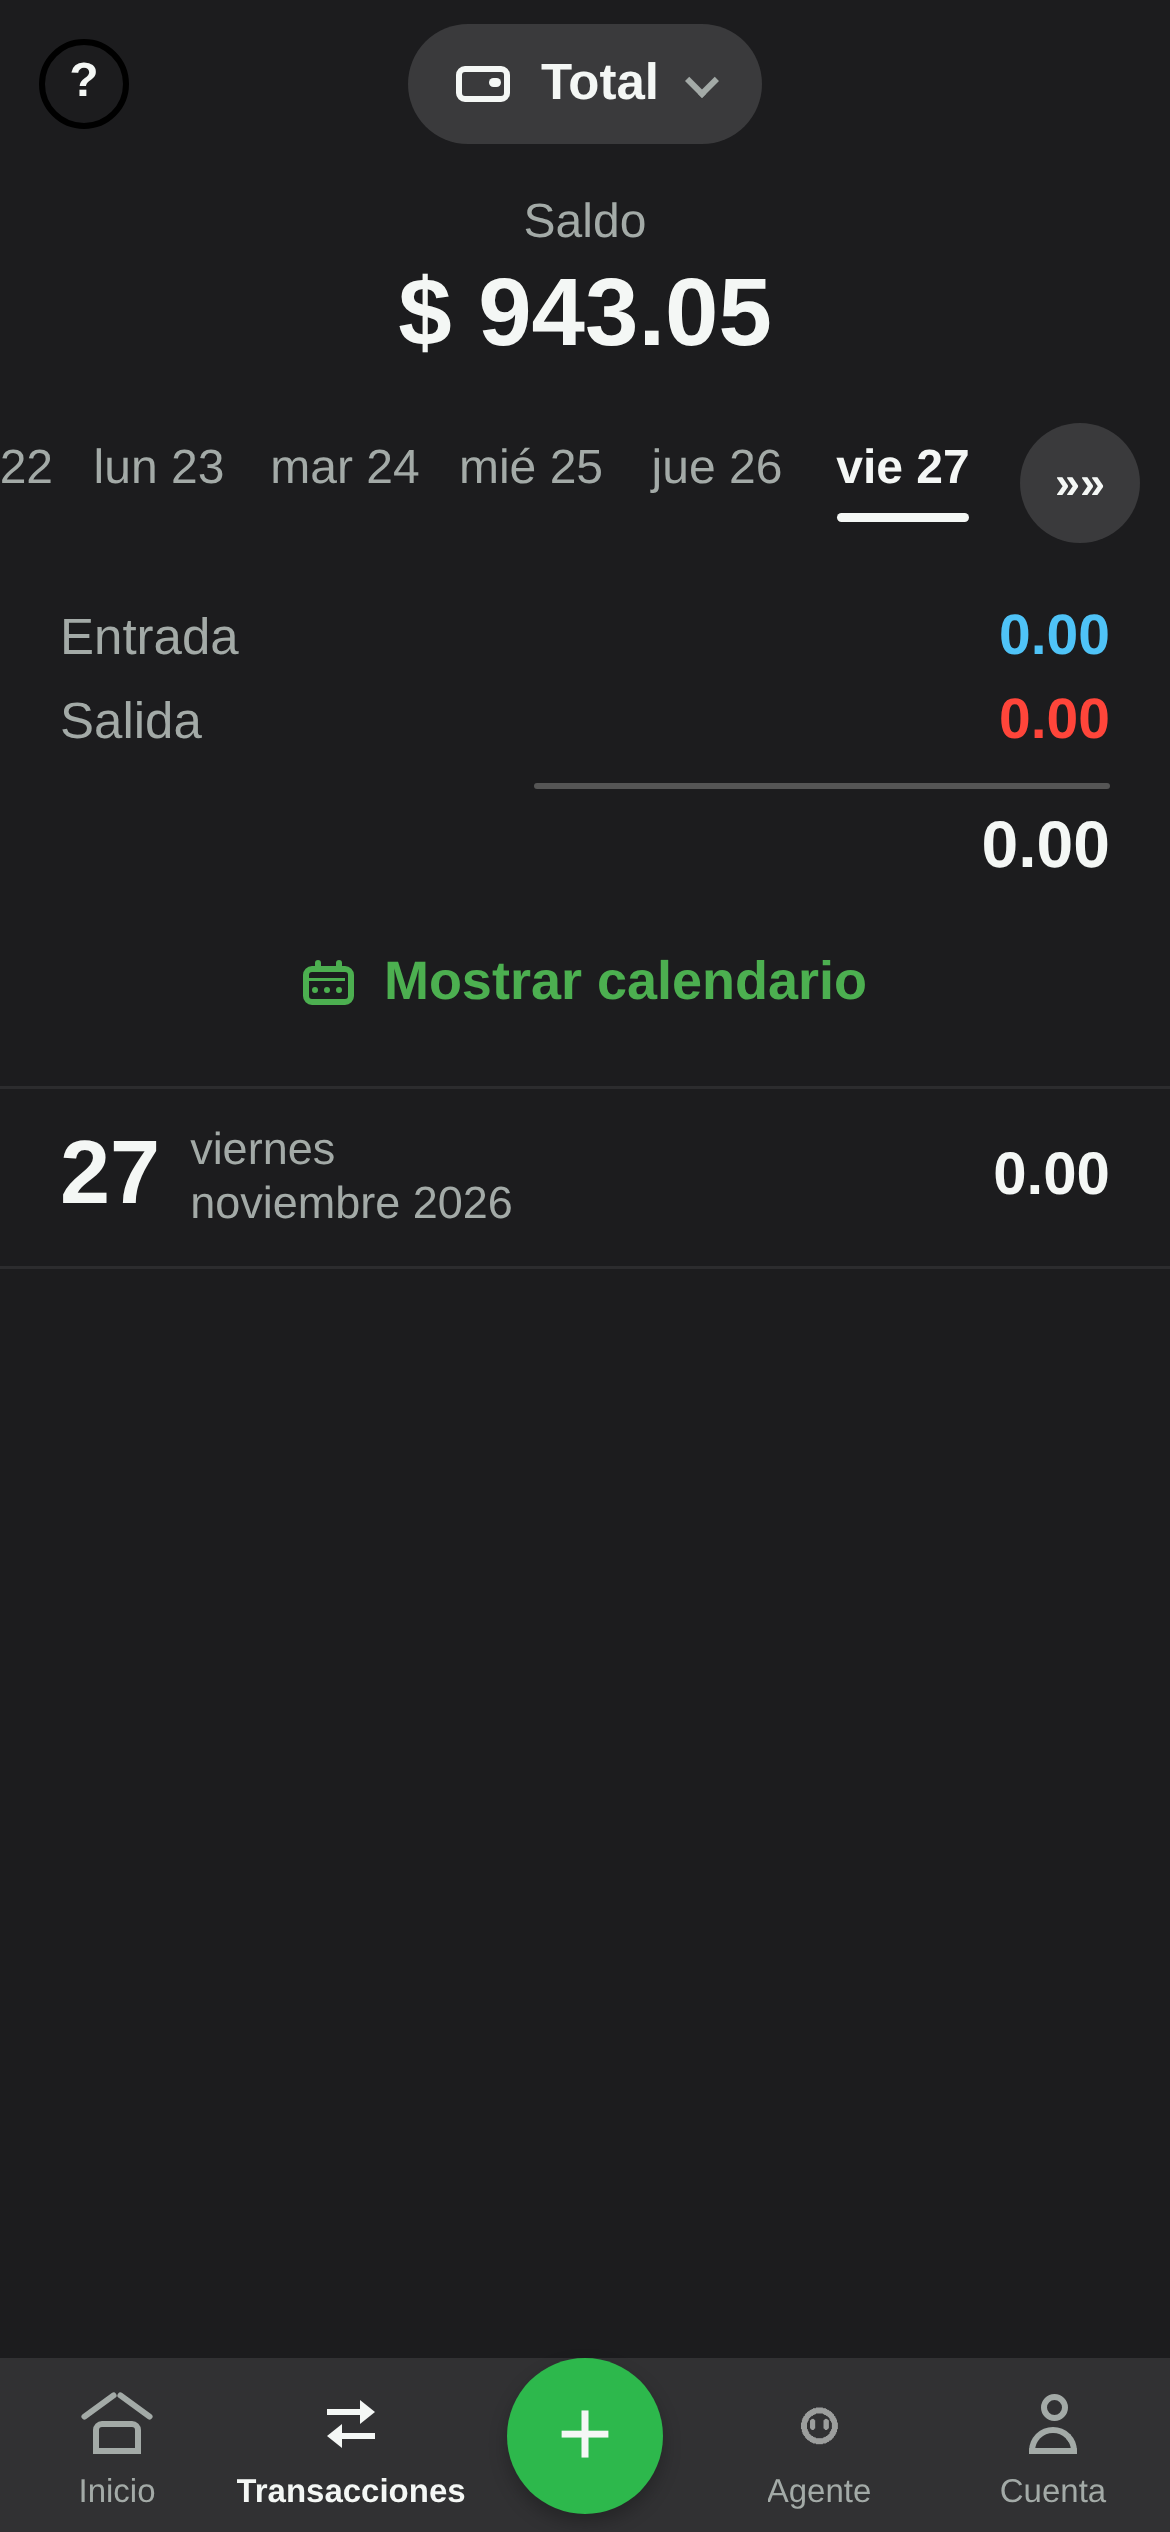 ?
Total
Saldo
$ 943.05
22 lun 23 mar 24 mié 25 jue 26 vie 27 »»
Entrada 0.00
Salida 0.00
0.00
Mostrar calendario
27 viernes
noviembre 2026
0.00
+
Inicio Transacciones Agente Cuenta